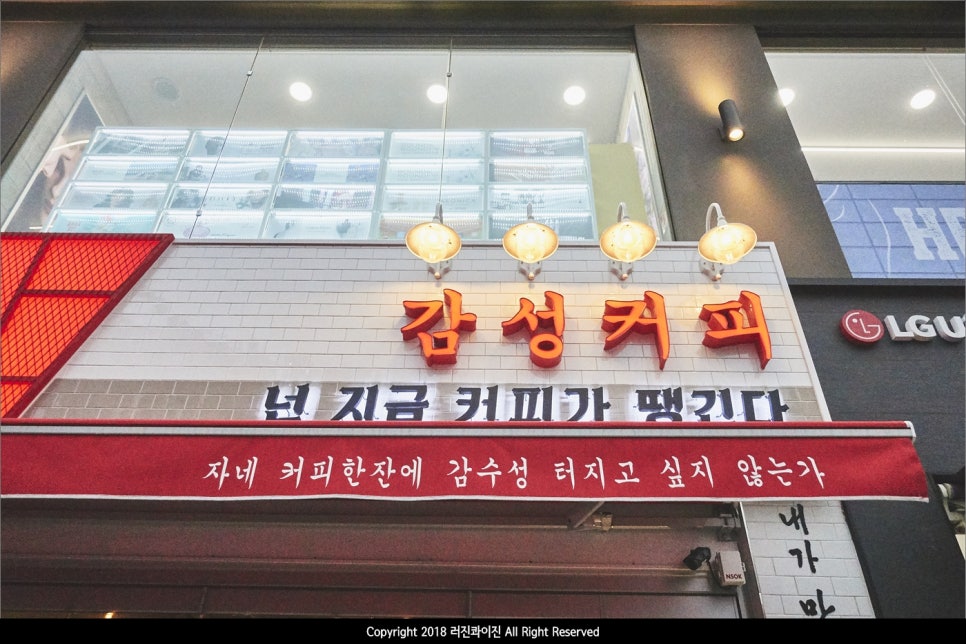 감성커피
넌 지금 커피가 땡긴다
자네 커피한잔에 감수성 터지고 싶지 않는가
LG U
내가
NSOK
Copyright 2018 러진콰이진 All Right Reserved